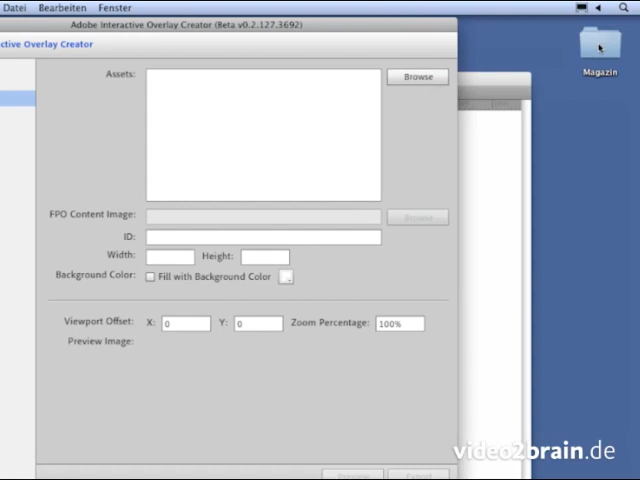 Datei Bearbeiten Fenster
Adobe Interactive Overlay Creator (Beta v0.2.127.3692)
ctive Overlay Creator
Magazin
Assets: Browse
FPO Content Image: Browse
ID:
Width: Height:
Background Color: Fill with Background Color
Viewport Offset: X: 0 Y: 0 Zoom Percentage: 100%
Preview Image:
video2brain.de
Preview Export